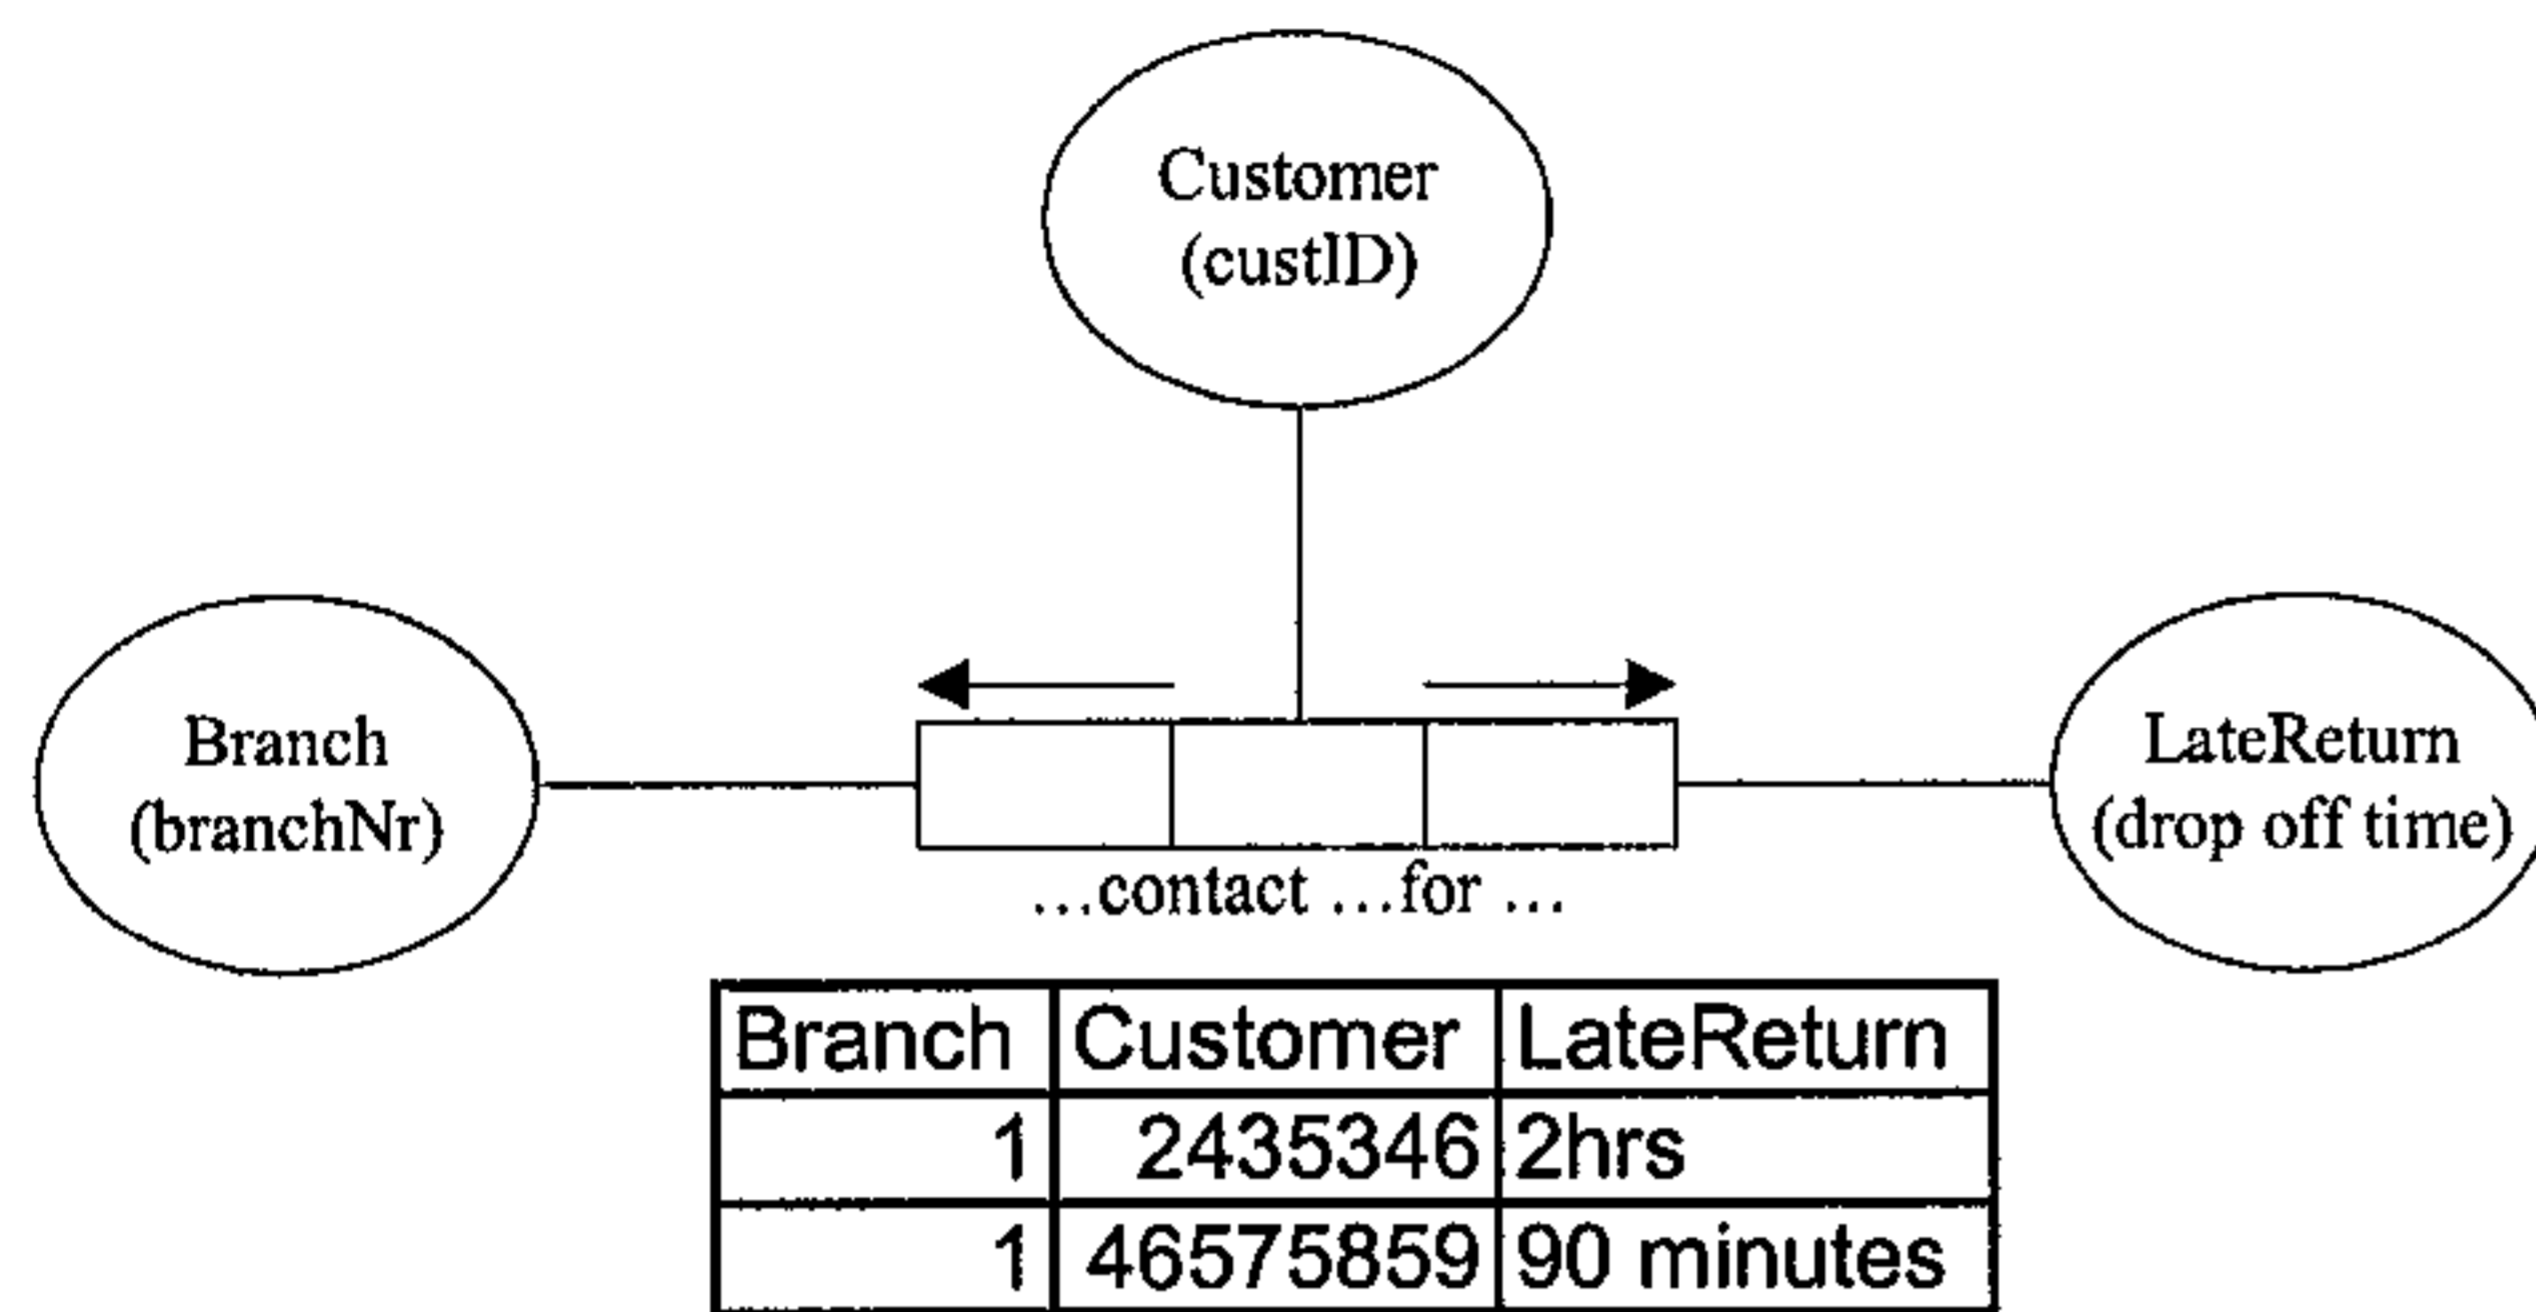 Customer
(custID)
Branch
(branchNr)
LateReturn
(drop off time)
...contact ...for ...
Branch Customer LateReturn
1 2435346 2hrs
1 46575859 90 minutes